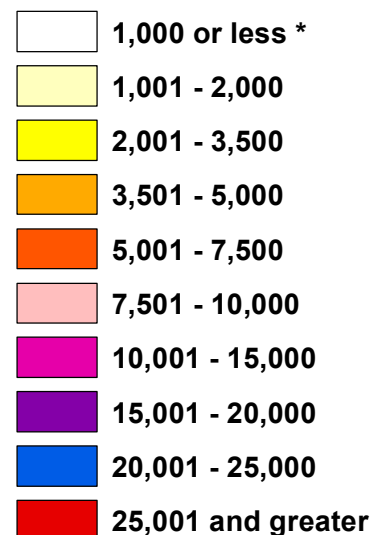 1,000 or less *
1,001 - 2,000
2,001 - 3,500
3,501 - 5,000
5,001 - 7,500
7,501 - 10,000
10,001 - 15,000
15,001 - 20,000
20,001 - 25,000
25,001 and greater